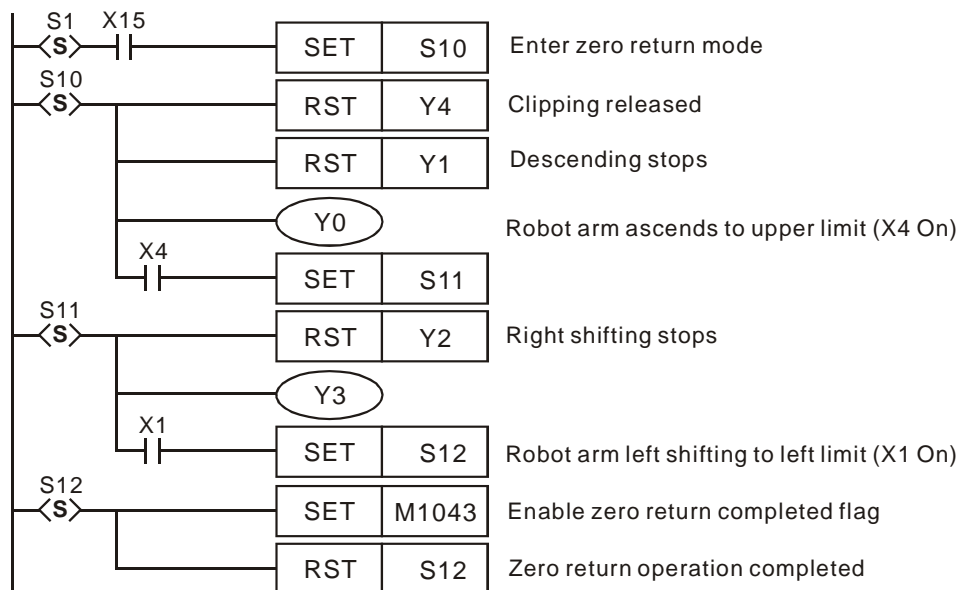 S1 X15
S SET S10 Enter zero return mode
S10
S RST Y4 Clipping released
RST Y1 Descending stops
Y0 Robot arm ascends to upper limit (X4 On)
X4
SET S11
S11
S RST Y2 Right shifting stops
Y3
X1
SET S12 Robot arm left shifting to left limit (X1 On)
S12
S SET M1043 Enable zero return completed flag
RST S12 Zero return operation completed